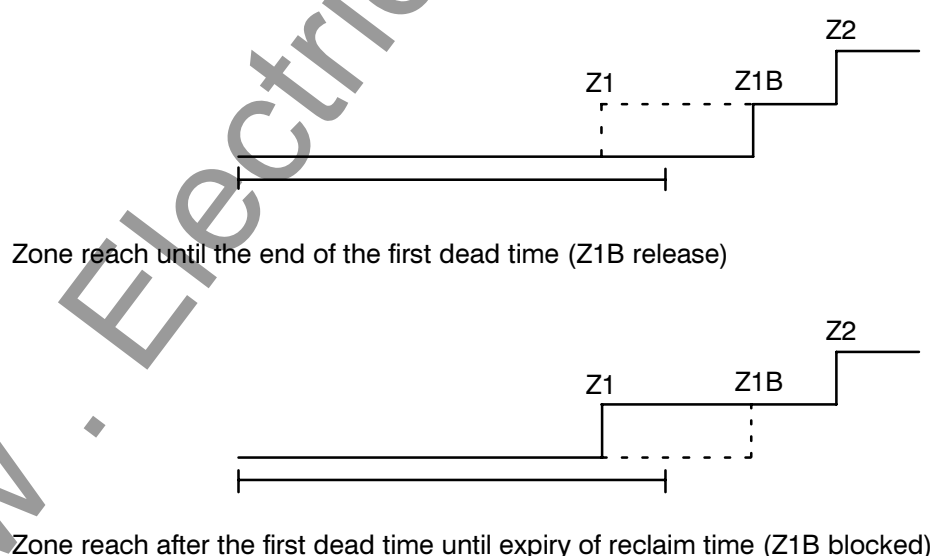 Z2
Z1 Z1B
Zone reach until the end of the first dead time (Z1B release)
Z2
Z1 Z1B
Zone reach after the first dead time until expiry of reclaim time (Z1B blocked)
w . Electric